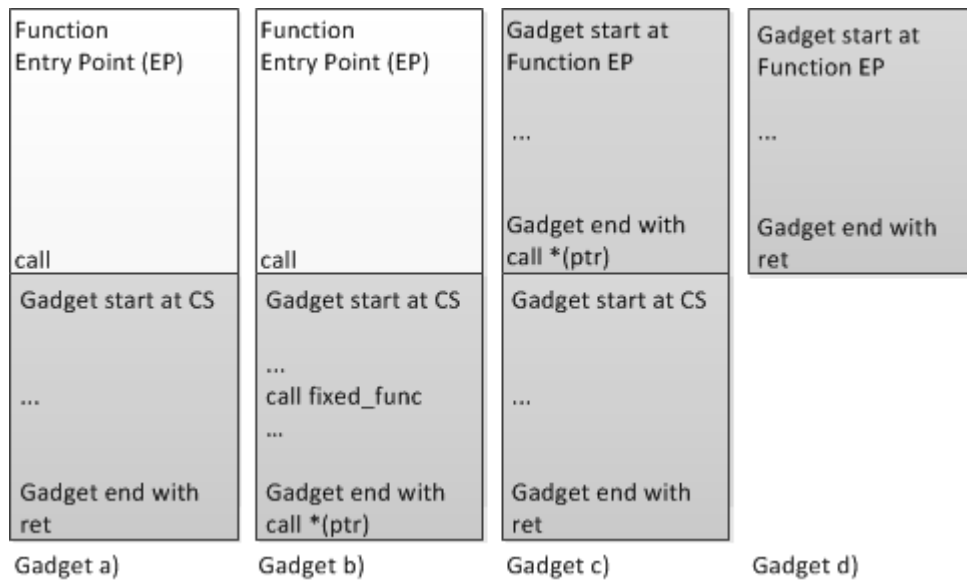 Function
Entry Point (EP)
call
Gadget start at CS
...
Gadget end with
ret
Gadget a)
Function
Entry Point (EP)
call
Gadget start at CS
...
call fixed_func
...
Gadget end with
call *(ptr)
Gadget b)
Gadget start at
Function EP
...
Gadget end with
call *(ptr)
Gadget start at CS
...
Gadget end with
ret
Gadget c)
Gadget start at
Function EP
...
Gadget end with
ret
Gadget d)